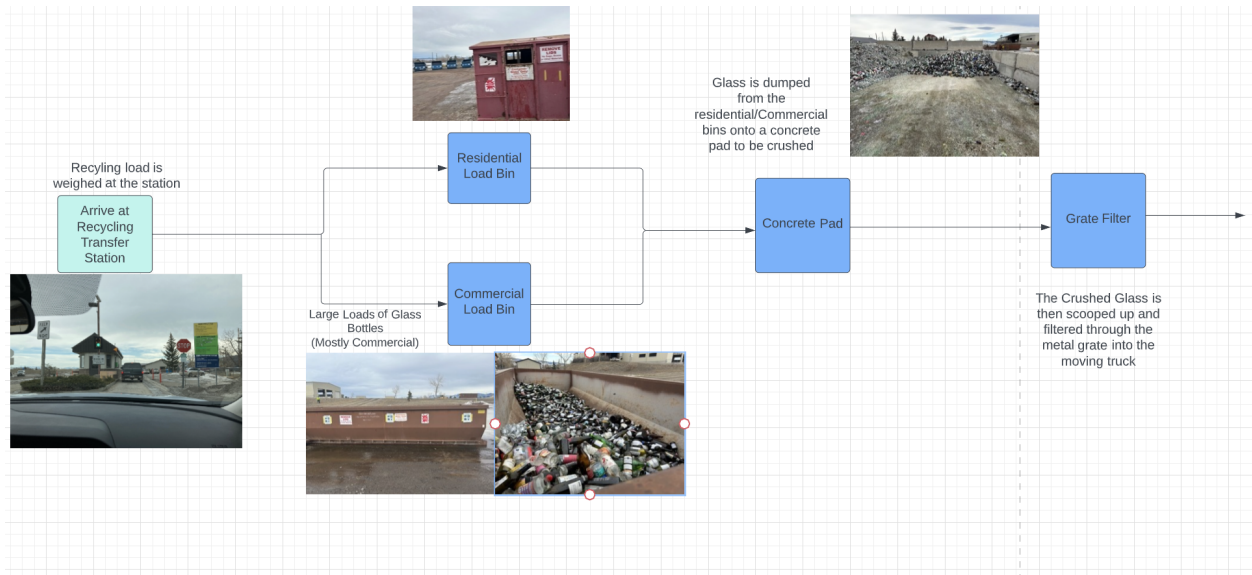 Recyling load is
weighed at the station
Arrive at
Recycling
Transfer
Station
Residential
Load Bin
Commercial
Load Bin
Large Loads of Glass
Bottles
(Mostly Commercial)
Glass is dumped
from the
residential/Commercial
bins onto a concrete
pad to be crushed
Concrete Pad
Grate Filter
The Crushed Glass is
then scooped up and
filtered through the
metal grate into the
moving truck